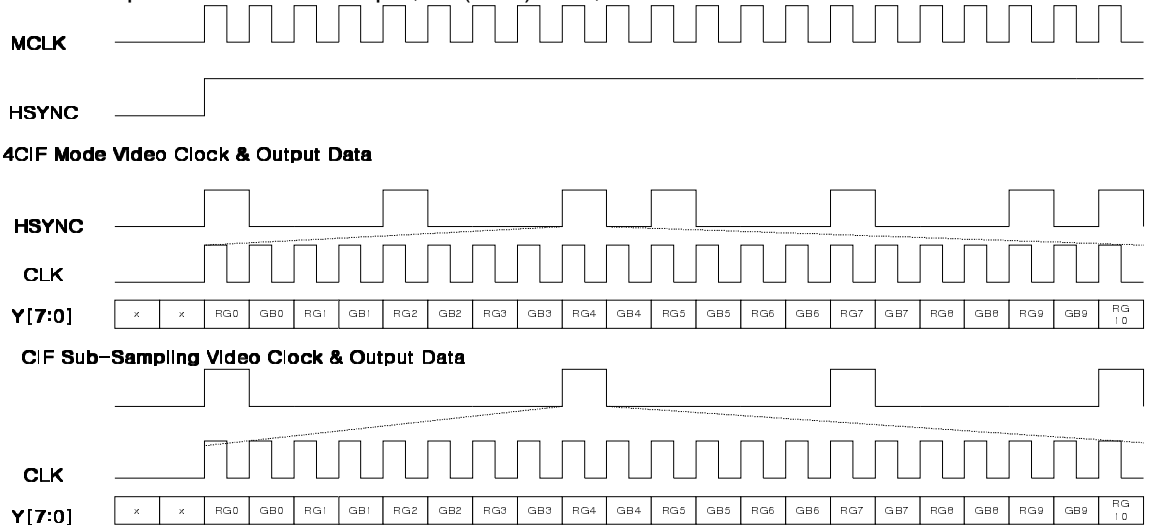 MCLK
HSYNC
4CIF Mode Video Clock & Output Data
HSYNC
CLK
Y[7:0] x x RG0 GB0 RG1 GB1 RG2 GB2 RG3 GB3 RG4 GB4 RG5 GB5 RG6 GB6 RG7 GB7 RG8 GB8 RG9 GB9 RG 10
CIF Sub-Sampling Video Clock & Output Data
CLK
Y[7:0] x x RG0 GB0 RG1 GB1 RG2 GB2 RG3 GB3 RG4 GB4 RG5 GB5 RG6 GB6 RG7 GB7 RG8 GB8 RG9 GB9 RG 10